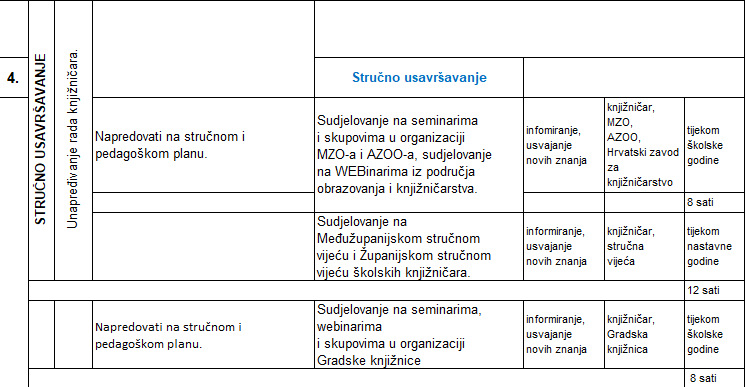 4.
STRUČNO USAVRŠAVANJE
Unapređivanje rada knjižničara.
Stručno usavršavanje
Napredovati na stručnom i
pedagoškom planu.
Sudjelovanje na seminarima
i skupovima u organizaciji
MZO-a i AZOO-a, sudjelovanje
na WEBinarima iz područja
obrazovanja i knjižničarstva.
infomiranje,
usvajanje
novih znanja
knjižničar,
MZO,
AZOO,
Hrvatski zavod
za
knjižničarstvo
tijekom
školske
godine
8 sati
Sudjelovanje na
Međužupanijskom stručnom
vijeću i Županijskom stručnom
vijeću školskih knjižničara.
informiranje,
usvajanje
novih znanja
knjižničar,
stručna
vijeća
tijekom
nastavne
godine
12 sati
Napredovati na stručnom i
pedagoškom planu.
Sudjelovanje na seminarima,
webinarima
i skupovima u organizaciji
Gradske knjižnice
informiranje,
usvajanje
novih znanja
knjižničar,
Gradska
knjižnica
tijekom
školske
godine
8 sati